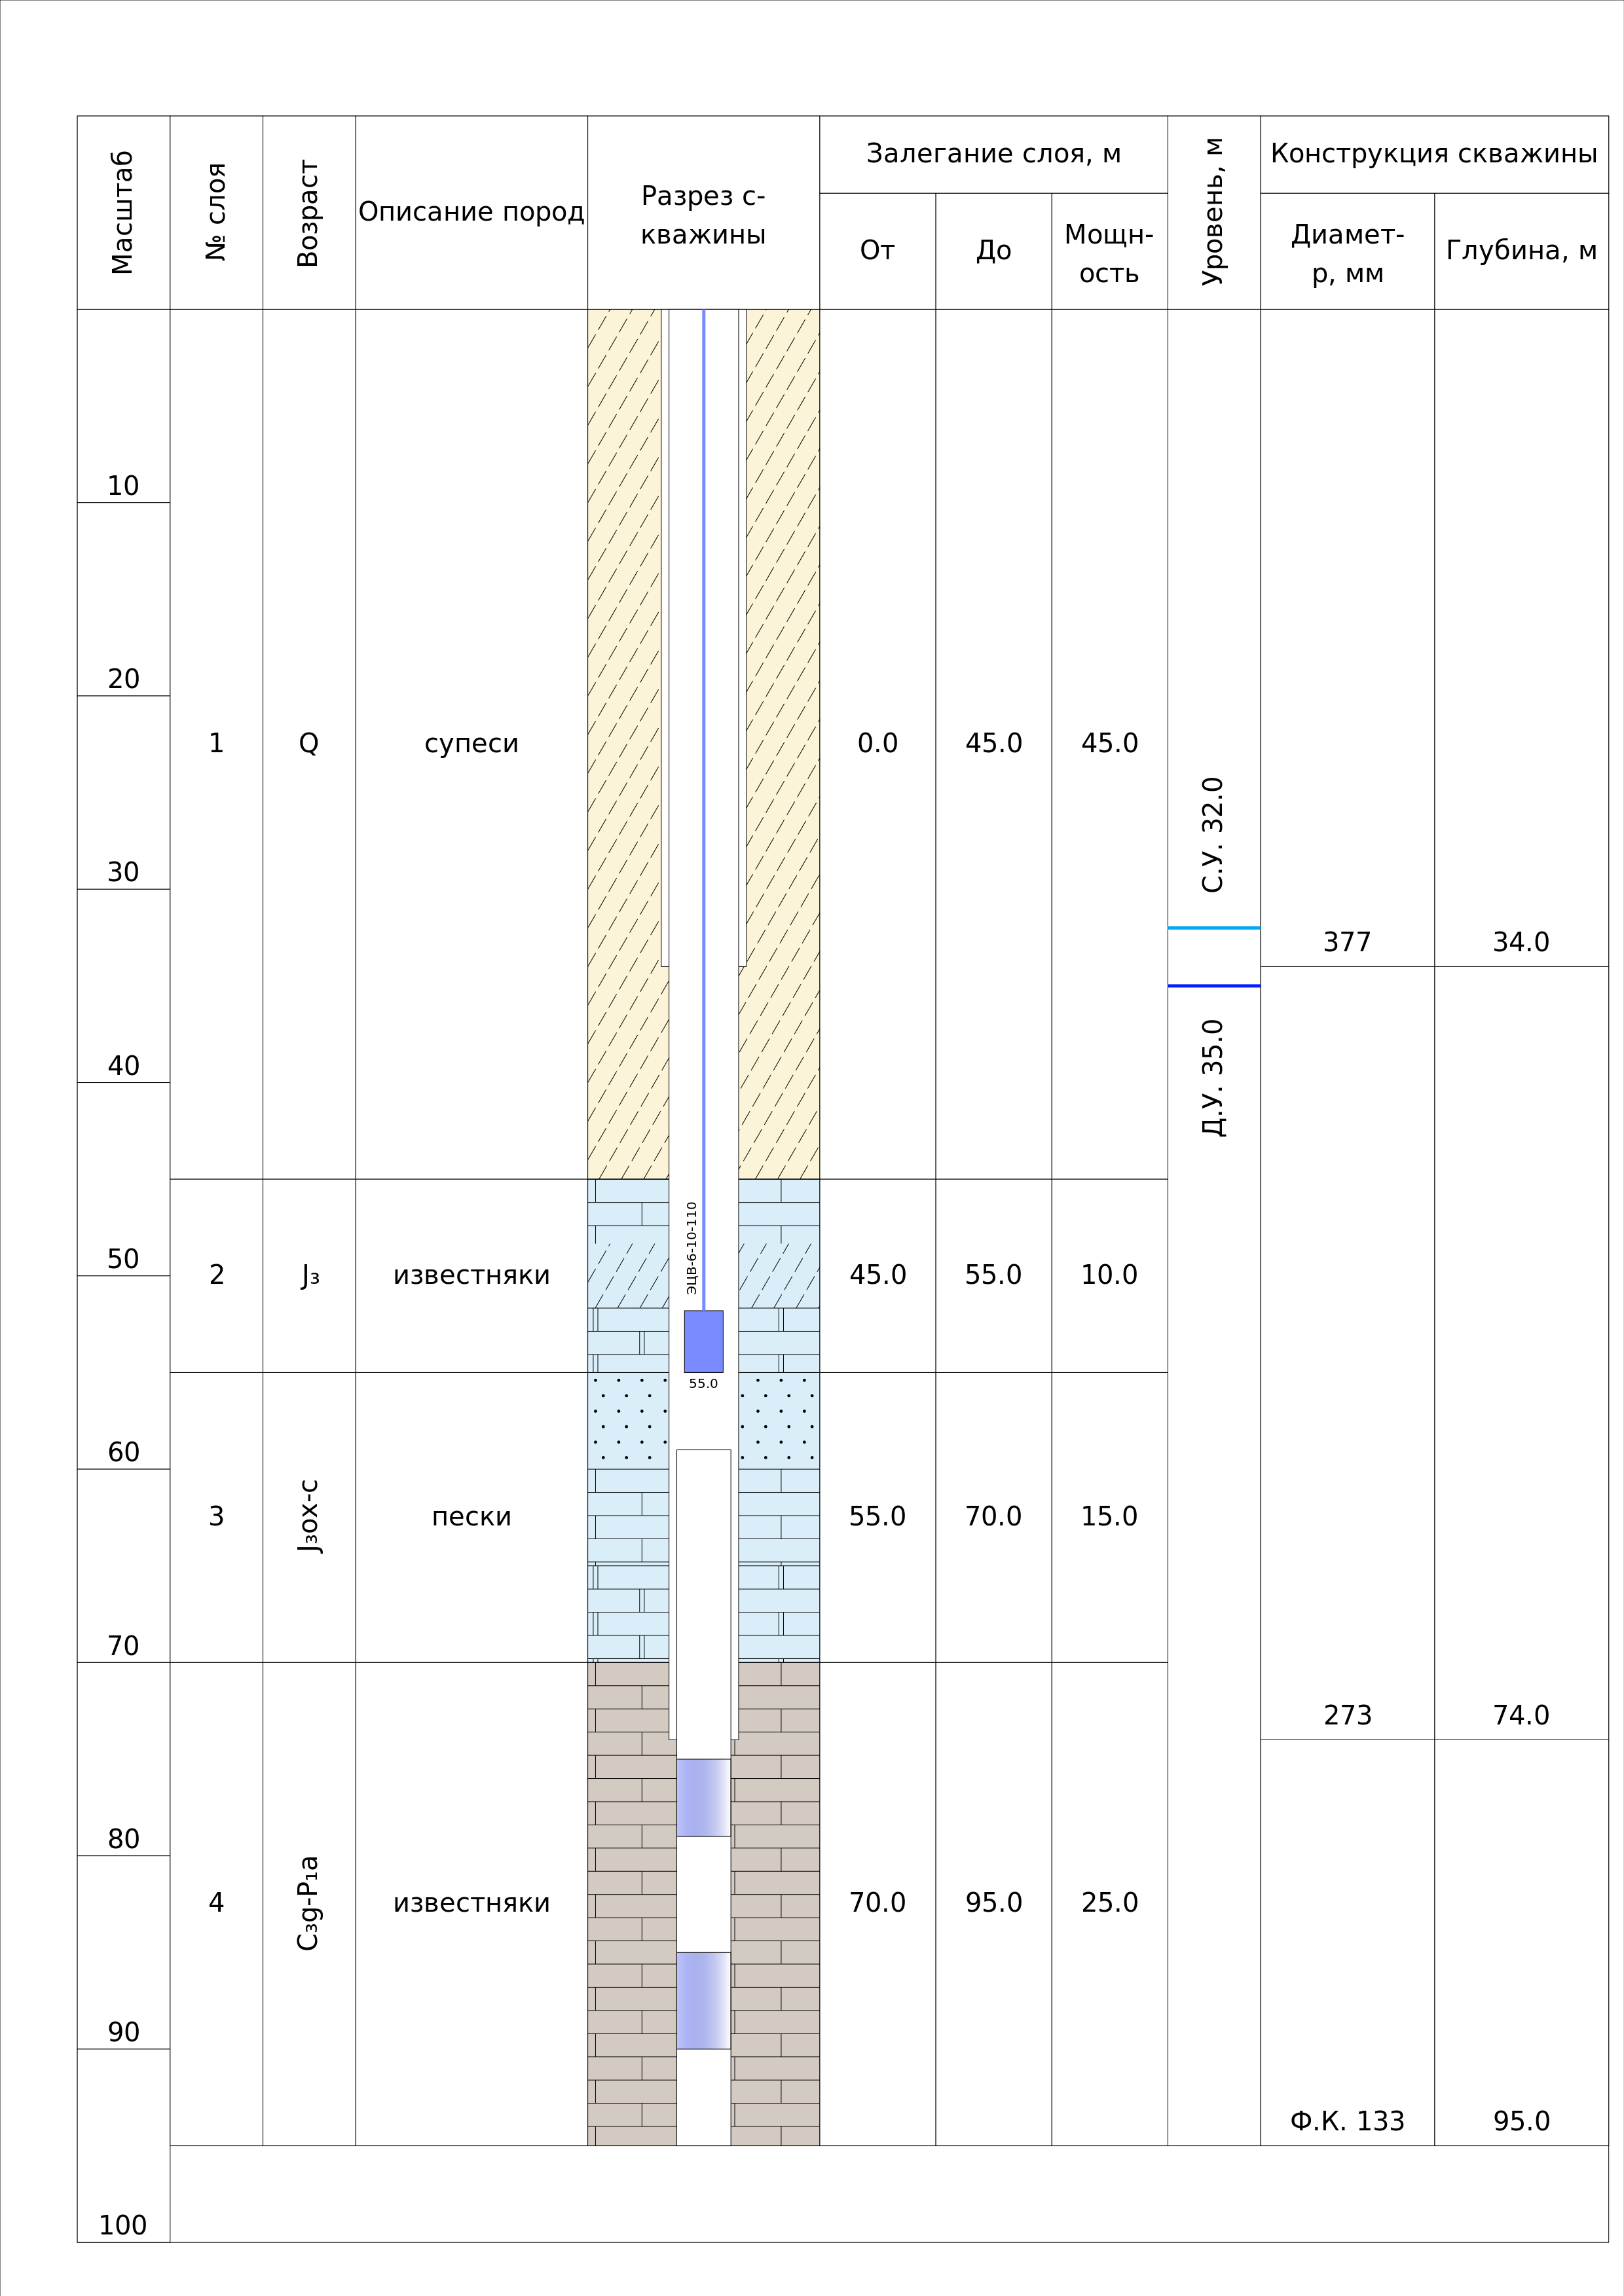 Масштаб
№ слоя
Возраст
Описание пород
Разрез с-
кважины
Залегание слоя, м
От
До
Мощн-
ость
Уровень, м
Конструкция скважины
Диамет-
р, мм
Глубина, м
10
20
30
40
50
60
70
80
90
100
1
Q
супеси
0.0
45.0
45.0
С.У. 32.0
Д.У. 35.0
377
34.0
2
J₃
известняки
ЭЦВ-6-10-110
55.0
45.0
55.0
10.0
3
J₃ox-c
пески
55.0
70.0
15.0
273
74.0
4
C₃g-P₁a
известняки
70.0
95.0
25.0
Ф.К. 133
95.0